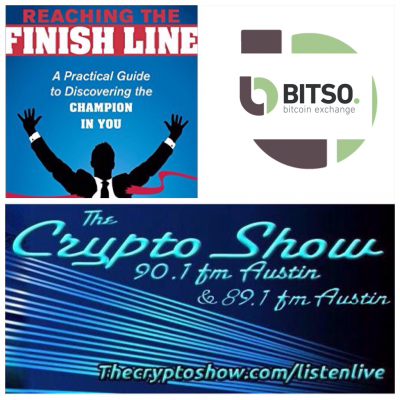 REACHING THE
FINISH LINE
A Practical Guide
to Discovering the
CHAMPION
IN YOU
BITSO.
bitcoin exchange
The
Crypto Show
90.1 fm Austin
& 89.1 fm Austin
Thecryptoshow.com/listenlive